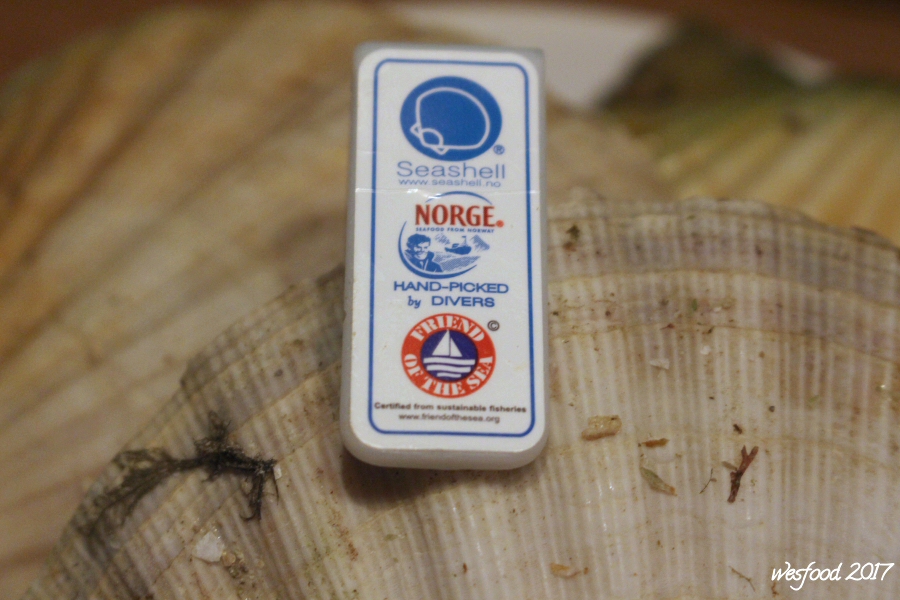 ®
Seashell
www.seashell.no
NORGE
SEAFOOD FROM NORWAY
HAND-PICKED
by DIVERS
FRIEND ©
OF THE SEA
Certified from sustainable fisheries
www.friendofthesea.org
wesfood 2017